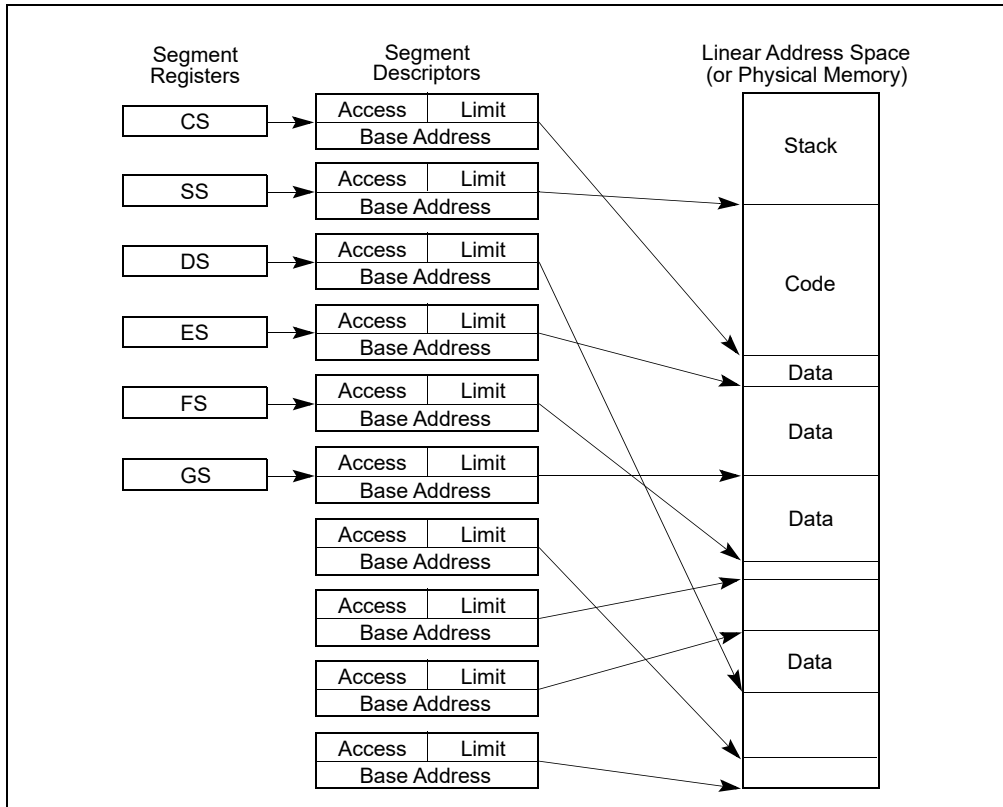 Segment
Registers
Segment
Descriptors
Linear Address Space
(or Physical Memory)
CS
Access Limit
Base Address
Stack
SS
Access Limit
Base Address
DS
Access Limit
Base Address
Code
ES
Access Limit
Base Address
Data
FS
Access Limit
Base Address
Data
GS
Access Limit
Base Address
Data
Access Limit
Base Address
Access Limit
Base Address
Access Limit
Base Address
Data
Access Limit
Base Address